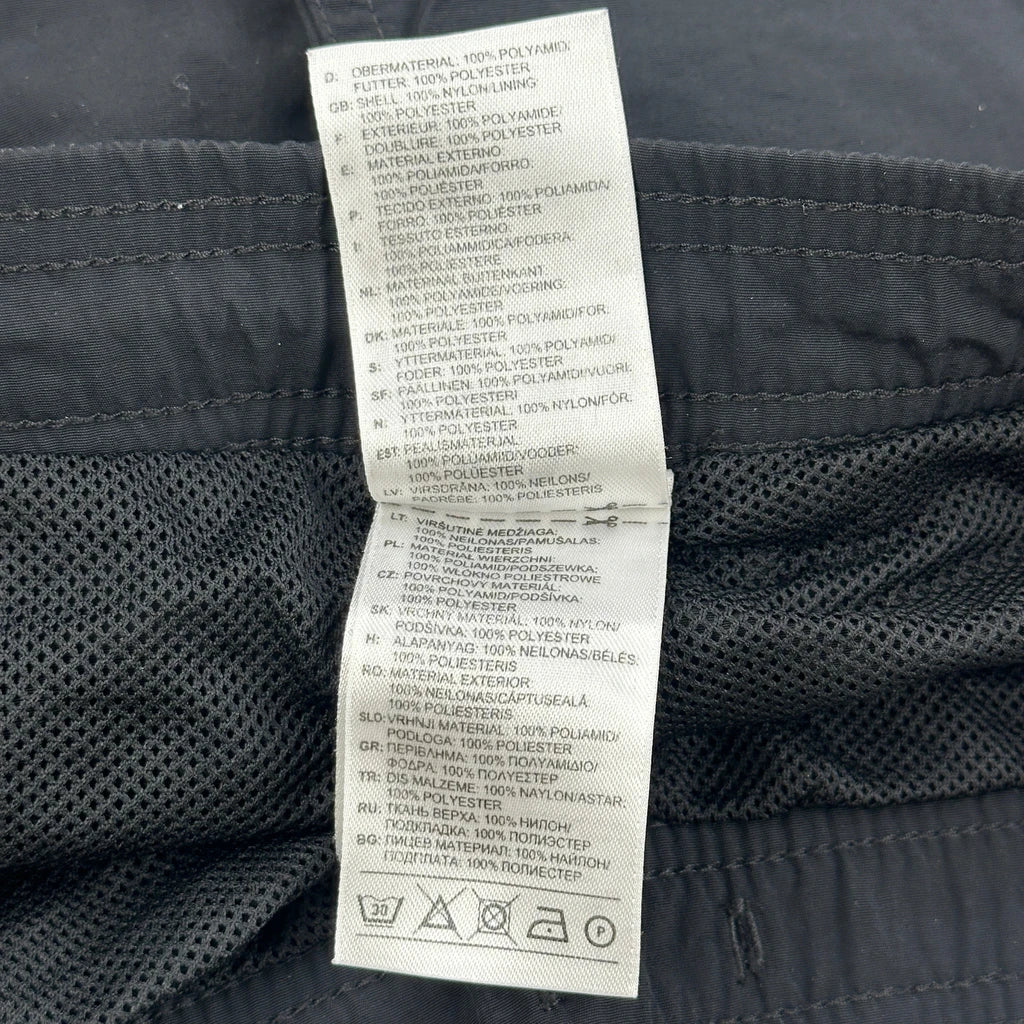 D: OBERMATERIAL: 100% POLYAMID/
FUTTER: 100% POLYESTER
GB: SHELL: 100% NYLON/LINING:
100% POLYESTER
F: EXTERIEUR: 100% POLYAMIDE/
DOUBLURE: 100% POLYESTER
E: MATERIAL EXTERNO:
100% POLIAMIDA/FORRO:
100% POLIÉSTER
P: TECIDO EXTERNO: 100% POLIAMIDA/
FORRO: 100% POLIÉSTER
I: TESSUTO ESTERNO:
100% POLIAMMIDICA/FODERA:
100% POLIESTERE
NL: MATERIAAL BUITENKANT:
100% POLYAMIDE/VOERING:
100% POLYESTER
DK: MATERIALE: 100% POLYAMID/FOR:
100% POLYESTER
S: YTTERMATERIAL: 100% POLYAMID/
FODER: 100% POLYESTER
SF: PÄÄLLINEN: 100% POLYAMIDI/VUORI:
100% POLYESTERI
N: YTTERMATERIAL: 100% NYLON/FÔR:
100% POLYESTER
EST: PEALISMATERJAL:
100% POLUAMID/VOODER:
100% POLÜESTER
LV: VIRSDRĀNA: 100% NEILONS/
PADRĒBE: 100% POLIESTERIS
LT: VIRŠUTINĖ MEDŽIAGA:
100% NEILONAS/PAMUŠALAS:
100% POLIESTERIS
PL: MATERIAŁ WIERZCHNI:
100% POLIAMID/PODSZEWKA:
100% WŁÓKNO POLIESTROWE
CZ: POVRCHOVÝ MATERIÁL:
100% POLYAMID/PODŠÍVKA:
100% POLYESTER
SK: VRCHNÝ MATERIÁL: 100% NYLON/
PODŠÍVKA: 100% POLYESTER
H: ALAPANYAG: 100% NEILONAS/BÉLÉS:
100% POLIESTERIS
RO: MATERIAL EXTERIOR:
100% NEILONAS/CĂPTUSEALĂ:
100% POLIESTERIS
SLO: VRHNJI MATERIAL: 100% POLIAMID/
PODLOGA: 100% POLIESTER
GR: ΠΕΡΙΒΛΗΜΑ: 100% ΠΟΛΥΑΜΙΔΙΟ/
ΦΟΔΡΑ: 100% ΠΟΛΥΕΣΤΕΡ
TR: DIS MALZEME: 100% NAYLON/ASTAR:
100% POLYESTER
RU: ТКАНЬ ВЕРХА: 100% НИЛОН/
ПОДКЛАДКА: 100% ПОЛИЭСТЕР
BG: ЛИЦЕВ МАТЕРИАЛ: 100% НАЙЛОН/
ПОДПЛАТА: 100% ПОЛИЕСТЕР
30 P